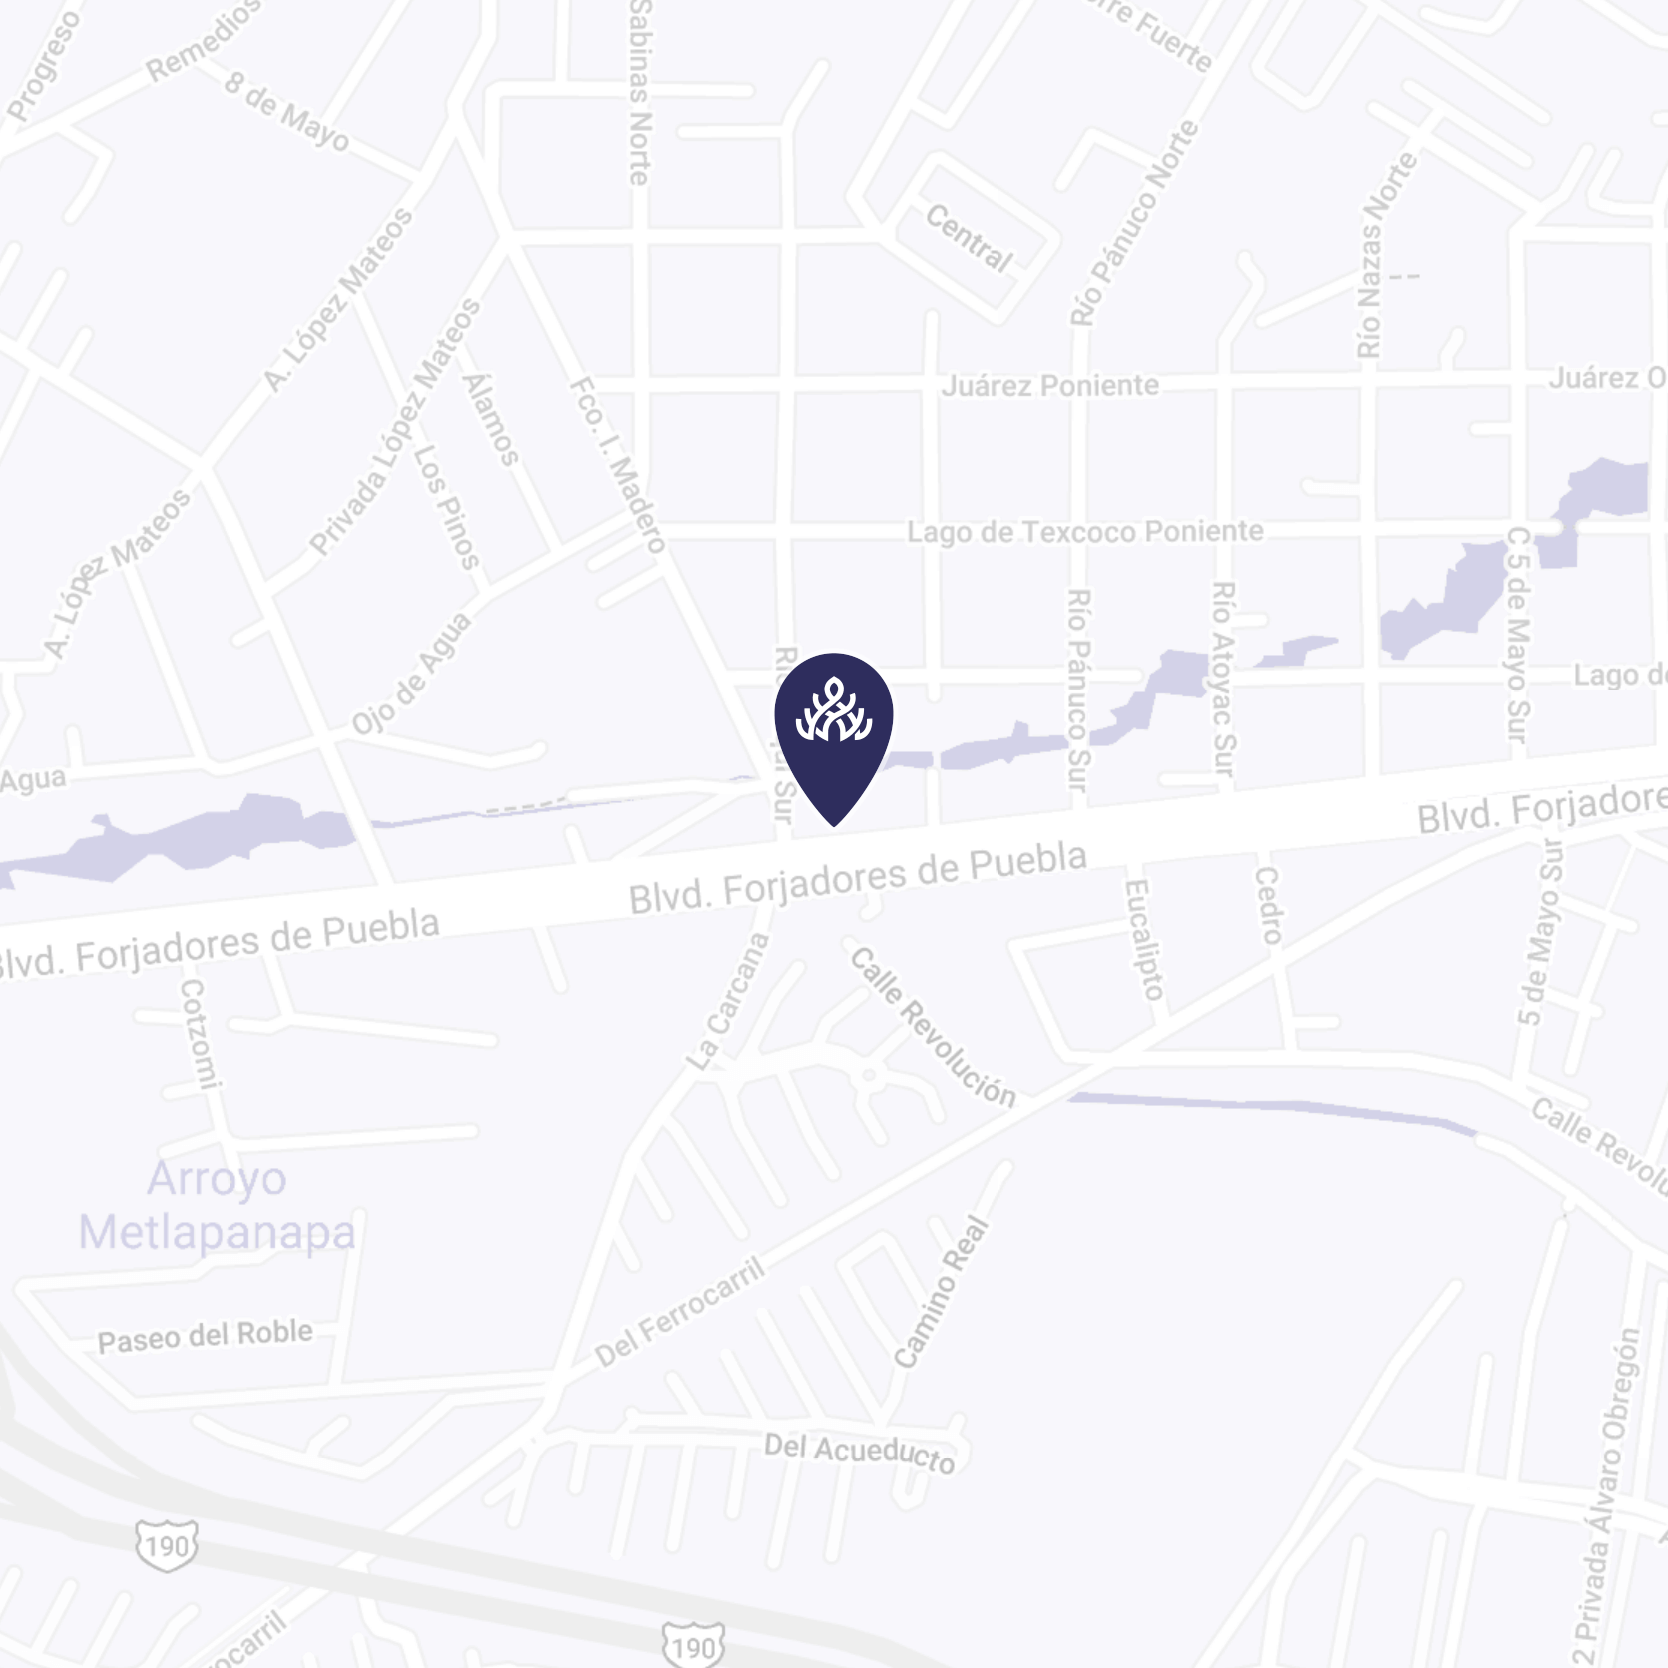 Progreso
Remedios
8 de Mayo
Sabinas Norte
Fuerte
Central
Río Pánuco Norte
Río Nazas Norte
A. López Mateos
Privada López Mateos
Álamos
Los Pinos
Fco. I. Madero
Juárez Poniente
Juárez O
Lago de Texcoco Poniente
A. López Mateos
Ojo de Agua
Río Pánuco Sur
Río Atoyac Sur
C 5 de Mayo Sur
Lago de
Agua
Sur
Blvd. Forjadores de Puebla
Blvd. Forjadores de Puebla
Blvd. Forjadore
Cotzomi
La Carcana
Calle Revolución
Eucalipto
Cedro
5 de Mayo Sur
Calle Revolu
Arroyo
Metlapanapa
Paseo del Roble
Del Ferrocarril
Camino Real
Del Acueducto
2 Privada Álvaro Obregón
190
190
rocarril